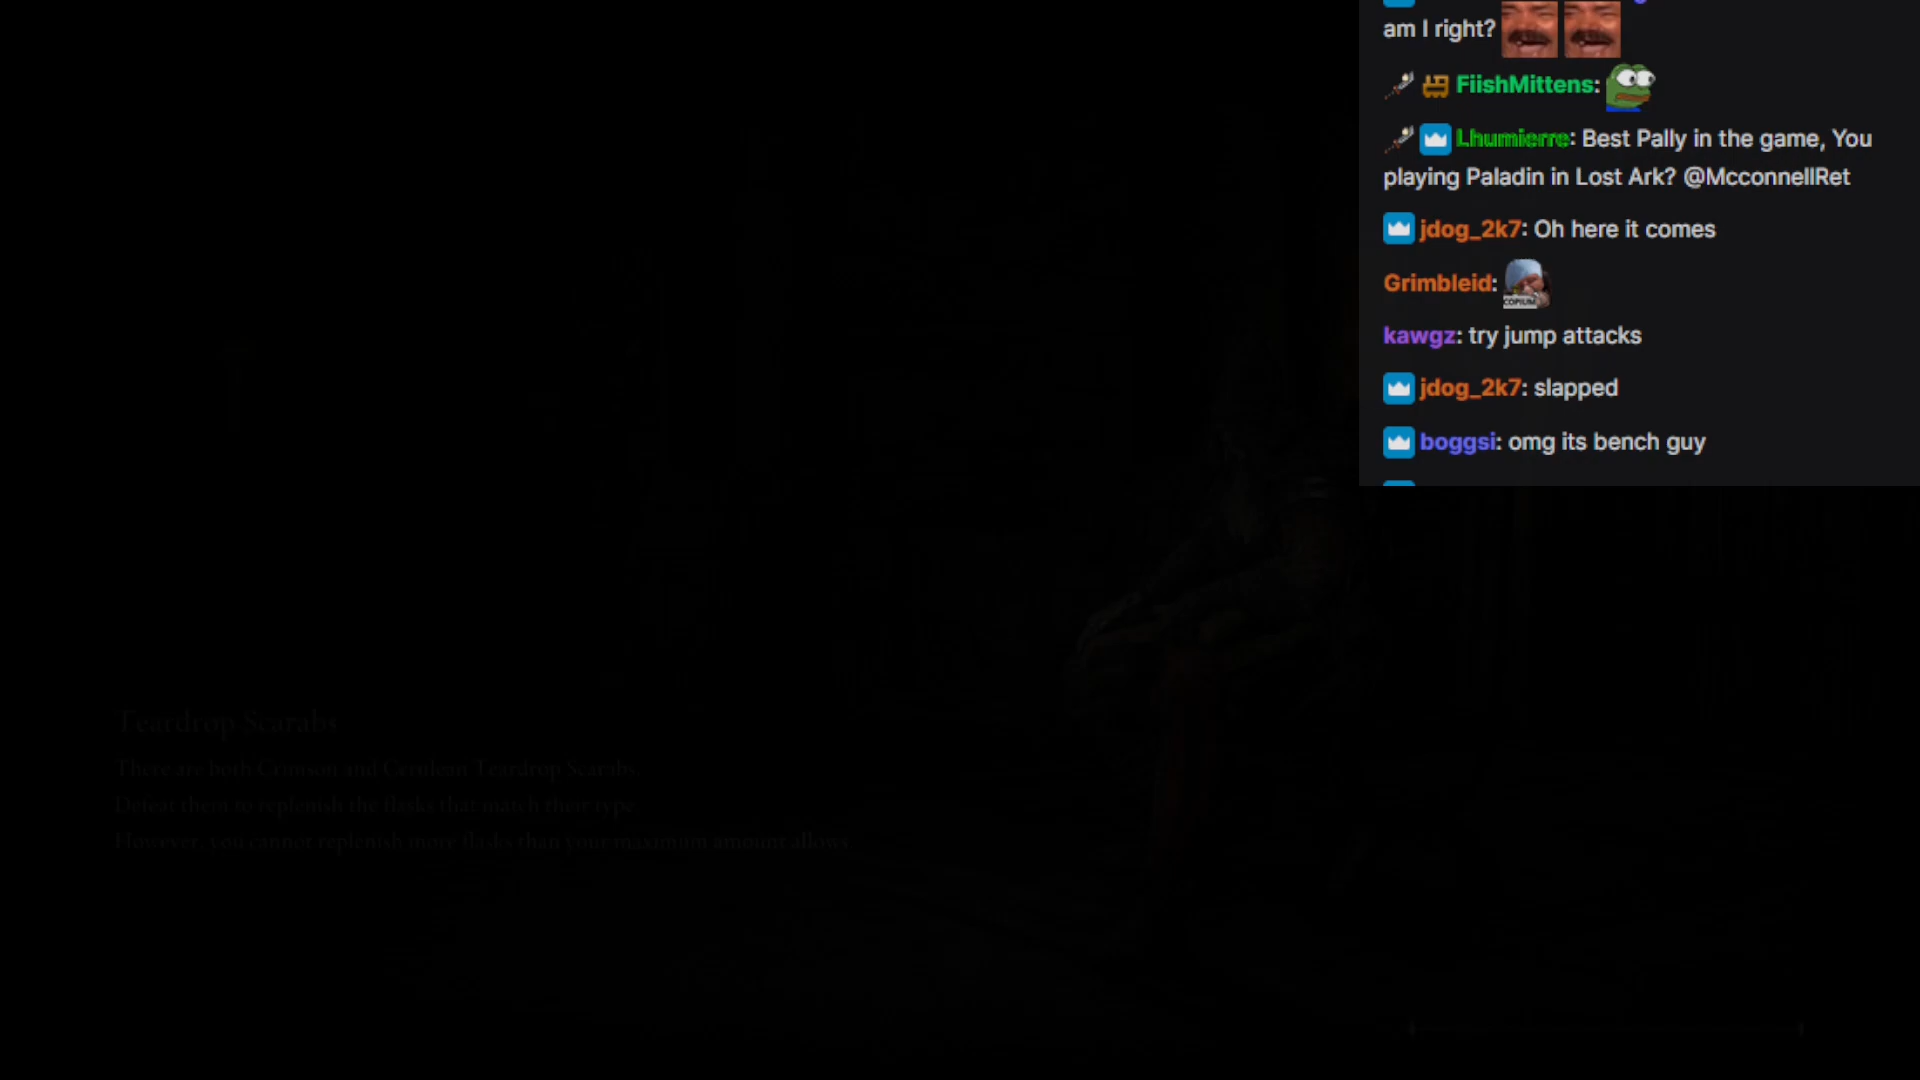 am I right?
FiishMittens:
Lhumierre: Best Pally in the game, You
playing Paladin in Lost Ark? @McconnellRet
jdog_2k7: Oh here it comes
Grimbleid:
COPIUM
kawgz: try jump attacks
jdog_2k7: slapped
boggsi: omg its bench guy
Teardrop Scarabs
There are both Crimson and Cerulean Teardrop Scarabs.
Defeat them to replenish the flasks that match their type.
However, you cannot replenish more flasks than your maximum amount allows.